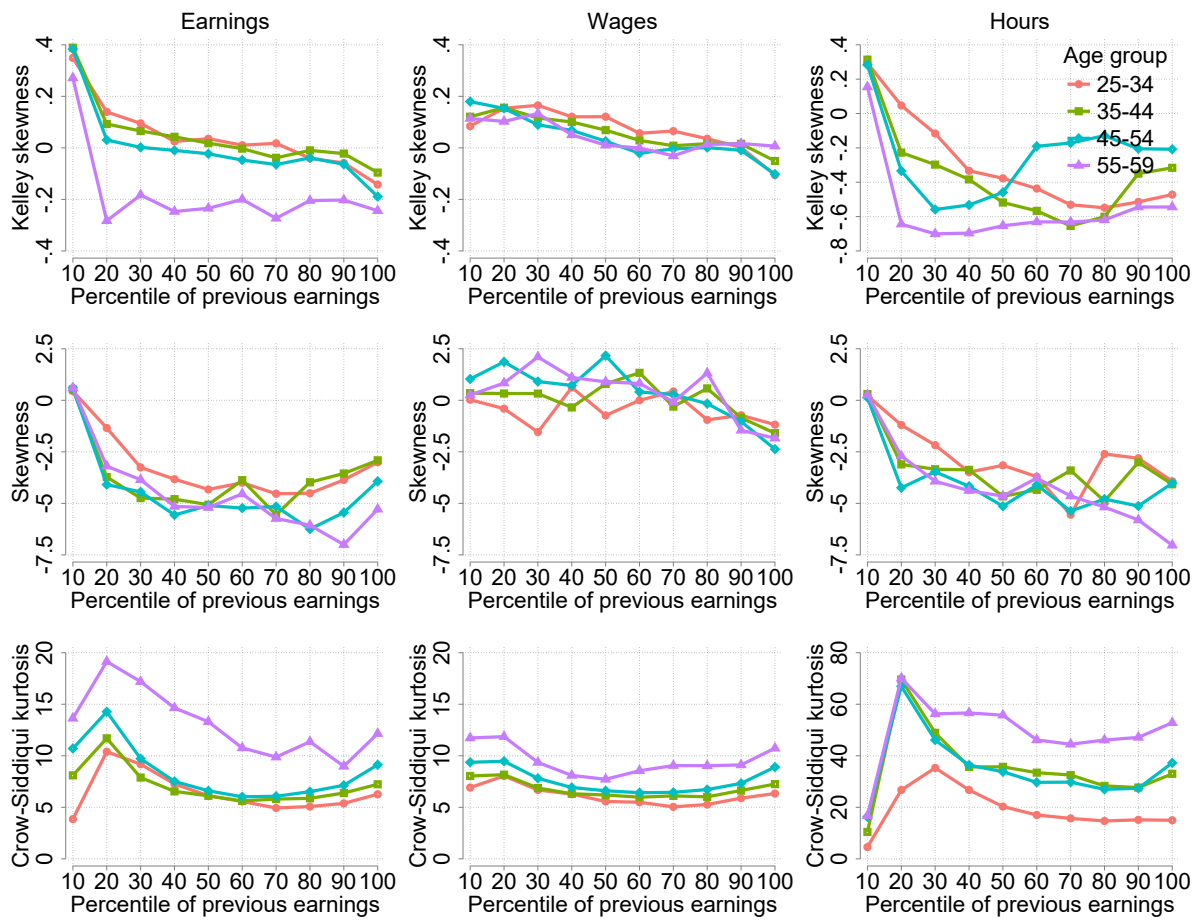 Earnings
Wages
Hours
Kelley skewness
.4
.2
0
-.2
-.4
10 20 30 40 50 60 70 80 90 100
Percentile of previous earnings
Kelley skewness
.4
.2
0
-.2
-.4
10 20 30 40 50 60 70 80 90 100
Percentile of previous earnings
Kelley skewness
.4
.2
0
-.2
-.4
-.6
-.8
Age group
25-34
35-44
45-54
55-59
10 20 30 40 50 60 70 80 90 100
Percentile of previous earnings
Skewness
2.5
0
-2.5
-5
-7.5
10 20 30 40 50 60 70 80 90 100
Percentile of previous earnings
Skewness
2.5
0
-2.5
-5
-7.5
10 20 30 40 50 60 70 80 90 100
Percentile of previous earnings
Skewness
2.5
0
-2.5
-5
-7.5
10 20 30 40 50 60 70 80 90 100
Percentile of previous earnings
Crow-Siddiqui kurtosis
20
15
10
5
0
10 20 30 40 50 60 70 80 90 100
Percentile of previous earnings
Crow-Siddiqui kurtosis
20
15
10
5
0
10 20 30 40 50 60 70 80 90 100
Percentile of previous earnings
Crow-Siddiqui kurtosis
80
60
40
20
0
10 20 30 40 50 60 70 80 90 100
Percentile of previous earnings